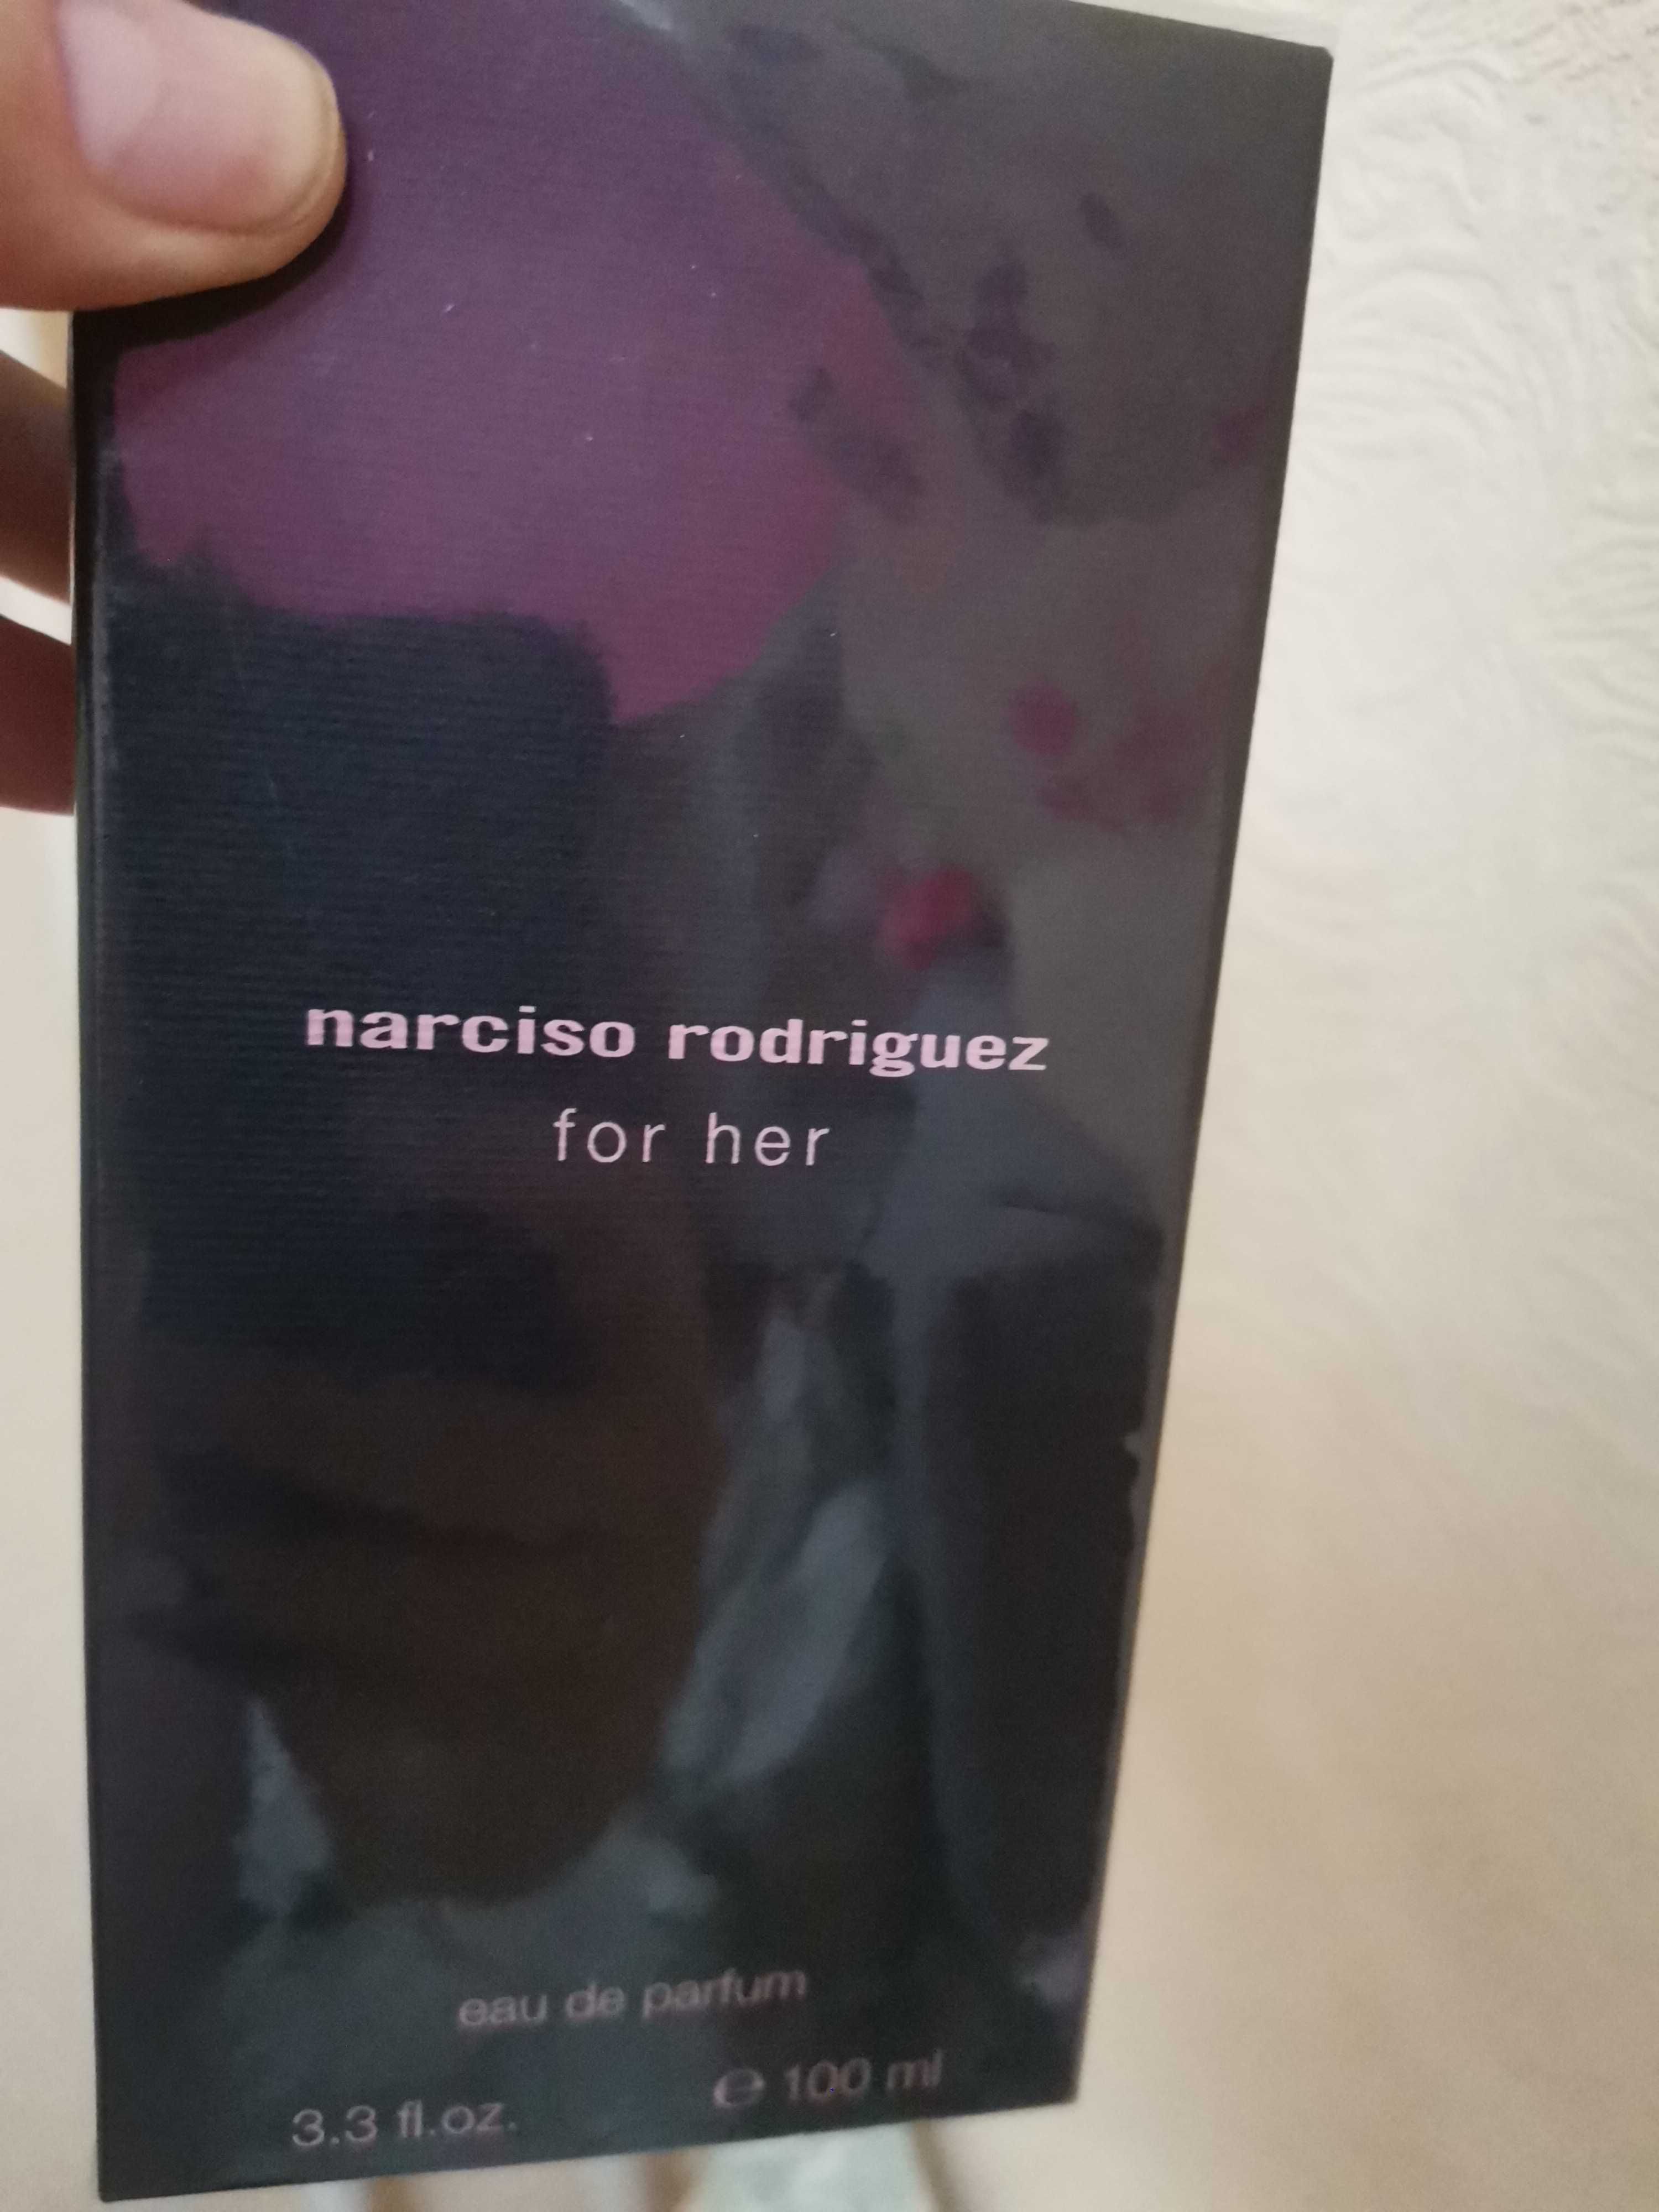 narciso rodriguez
for her
eau de parfum
3.3 fl.oz. ℮ 100 ml